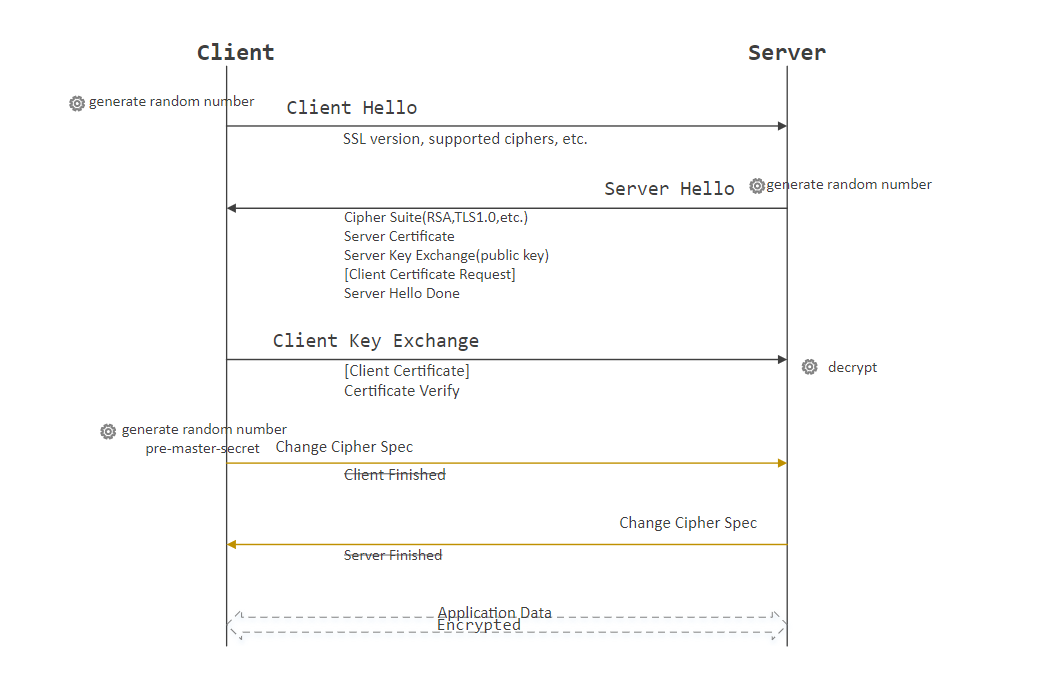 Client
Server
generate random number
Client Hello
SSL version, supported ciphers, etc.
Server Hello
generate random number
Cipher Suite(RSA,TLS1.0,etc.)
Server Certificate
Server Key Exchange(public key)
[Client Certificate Request]
Server Hello Done
Client Key Exchange
[Client Certificate]
Certificate Verify
decrypt
generate random number
pre-master-secret
Change Cipher Spec
Client Finished
Change Cipher Spec
Server Finished
Application Data
Encrypted